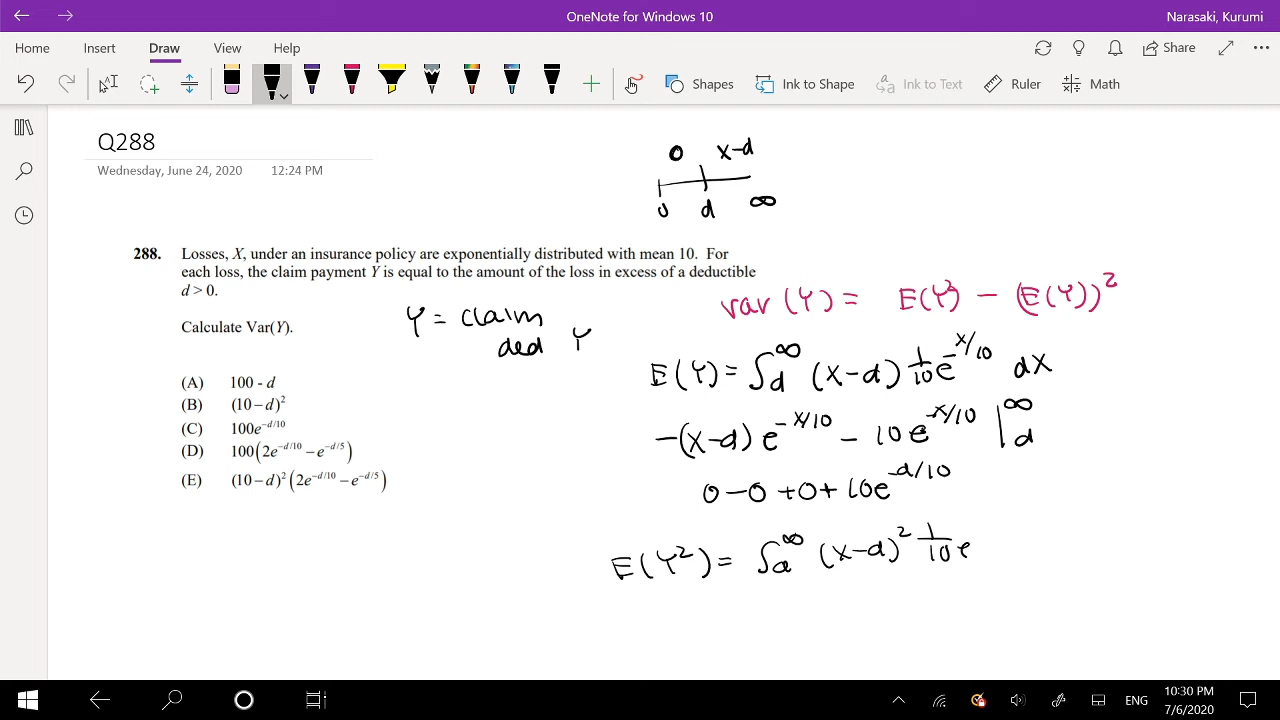 OneNote for Windows 10
Narasaki, Kurumi
Home Insert Draw View Help Share
Shapes Ink to Shape Ink to Text Ruler Math
Q288
Wednesday, June 24, 2020 12:24 PM
0 x-d
0 d ∞
288. Losses, X, under an insurance policy are exponentially distributed with mean 10. For
each loss, the claim payment Y is equal to the amount of the loss in excess of a deductible
d > 0.
Calculate Var(Y).
(A) 100 - d
(B) (10 – d)²
(C) 100e^{-d/10}
(D) 100(2e^{-d/10} – e^{-d/5})
(E) (10 – d)²(2e^{-d/10} – e^{-d/5})
Y = claim
ded Y
var (Y) = E(Y²) - (E(Y))²
E(Y) = ∫_d^∞ (x-d) 1/10 e^{-x/10} dx
-(x-d) e^{-x/10} - 10e^{-x/10} |_d^∞
0 - 0 + 0 + 10e^{-d/10}
E(Y²) = ∫_d^∞ (x-d)² 1/10 e
ENG
10:30 PM
7/6/2020